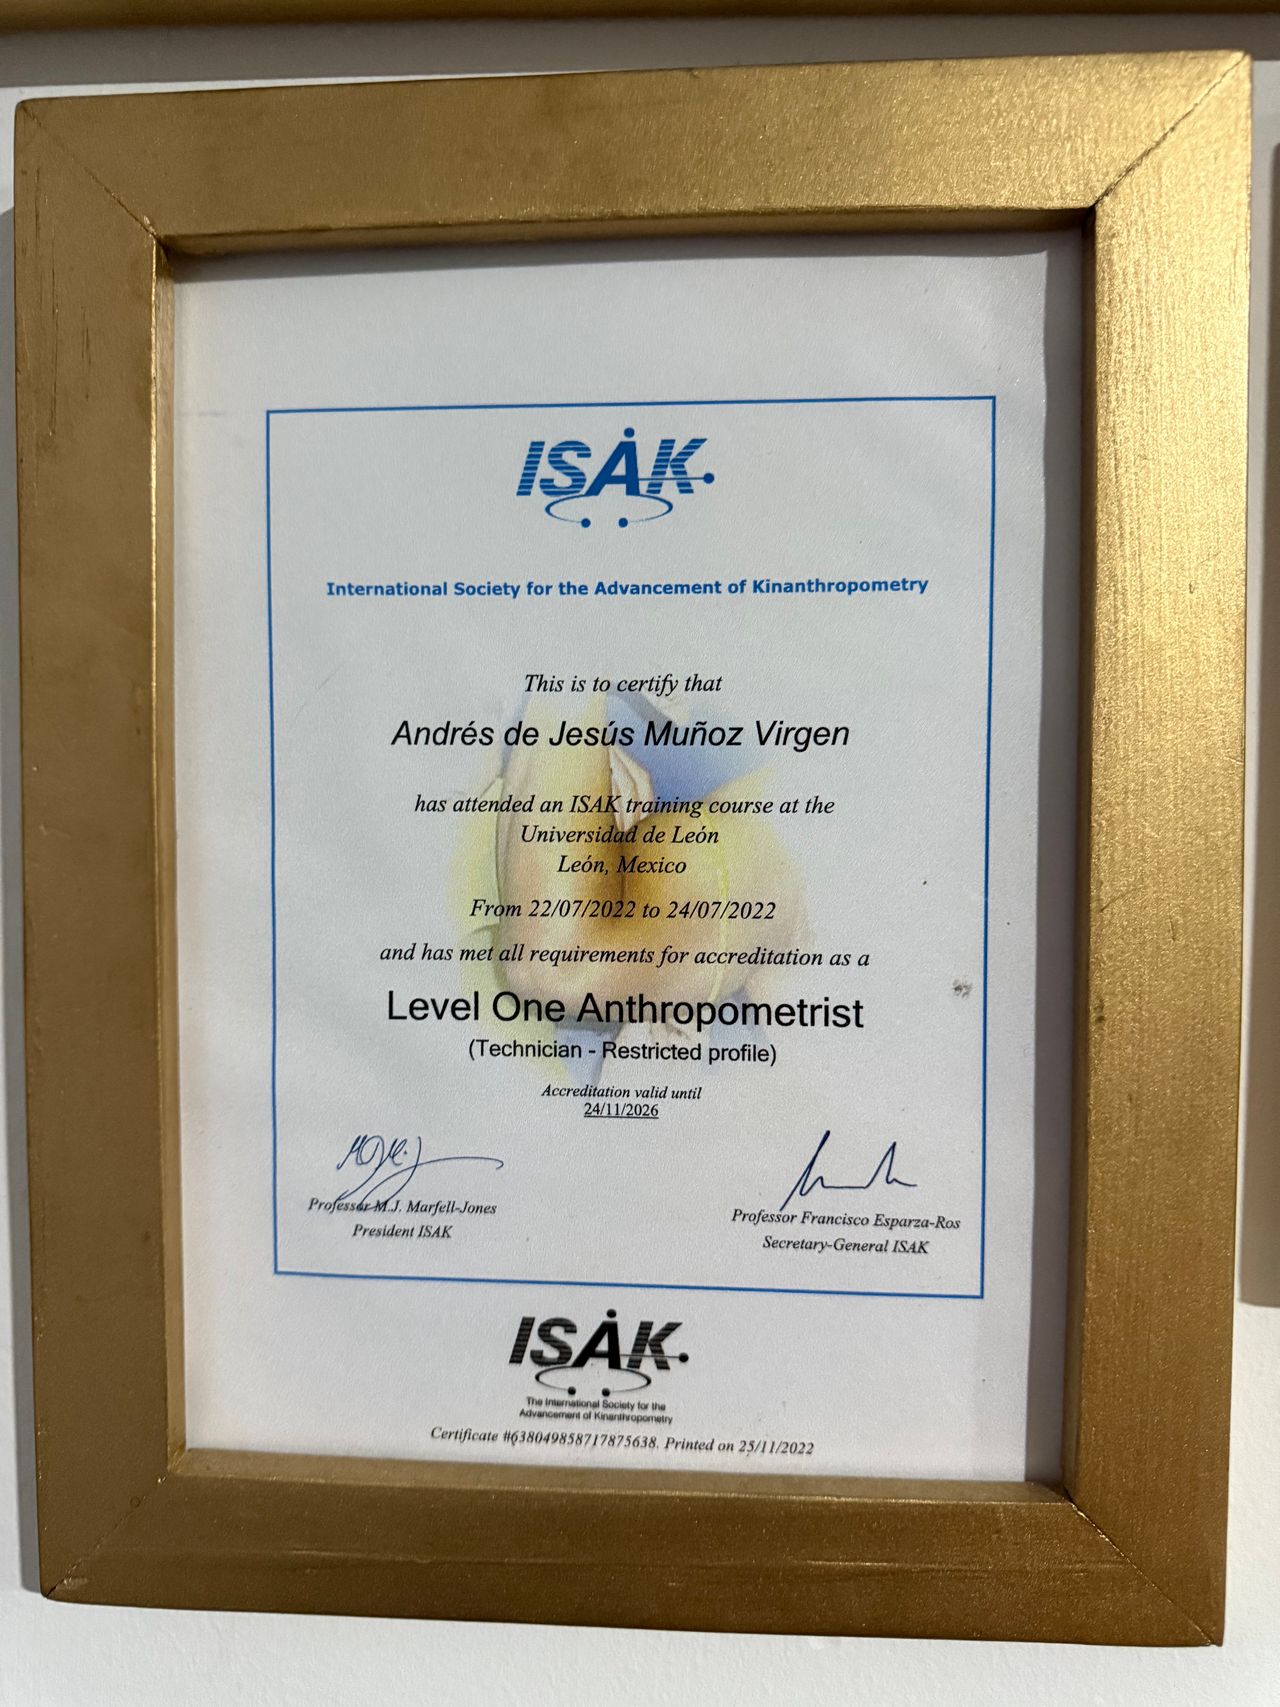 ISAK
International Society for the Advancement of Kinanthropometry
This is to certify that
Andrés de Jesús Muñoz Virgen
has attended an ISAK training course at the
Universidad de León
León, Mexico
From 22/07/2022 to 24/07/2022
and has met all requirements for accreditation as a
Level One Anthropometrist
(Technician - Restricted profile)
Accreditation valid until
24/11/2026
Professor M.J. Marfell-Jones
President ISAK
Professor Francisco Esparza-Ros
Secretary-General ISAK
ISAK
The International Society for the
Advancement of Kinanthropometry
Certificate #638049858717875638. Printed on 25/11/2022